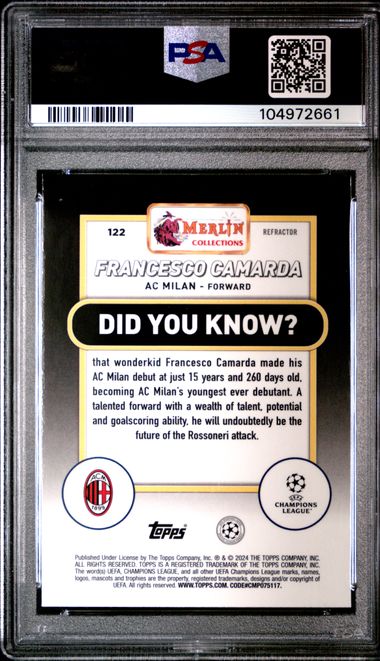 PSA
104972661
122
MERLIN
COLLECTIONS
REFRACTOR
FRANCESCO CAMARDA
AC MILAN - FORWARD
DID YOU KNOW?
that wonderkid Francesco Camarda made his
AC Milan debut at just 15 years and 260 days old,
becoming AC Milan's youngest ever debutant. A
talented forward with a wealth of talent, potential
and goalscoring ability, he will undoubtedly be the
future of the Rossoneri attack.
ACM
1899
UEFA
CHAMPIONS
LEAGUE
topps
Published Under License by The Topps Company, Inc. ® & © 2024 THE TOPPS COMPANY, INC.
ALL RIGHTS RESERVED. TOPPS IS A REGISTERED TRADEMARK OF THE TOPPS COMPANY, INC.
The word(s) UEFA, CHAMPIONS LEAGUE, and all other UEFA Champions League marks, names,
logos, mascots and trophies are the property, registered trademarks, designs and/or copyright of
UEFA. All rights reserved. WWW.TOPPS.COM. CODE#CMP075117.
PSA